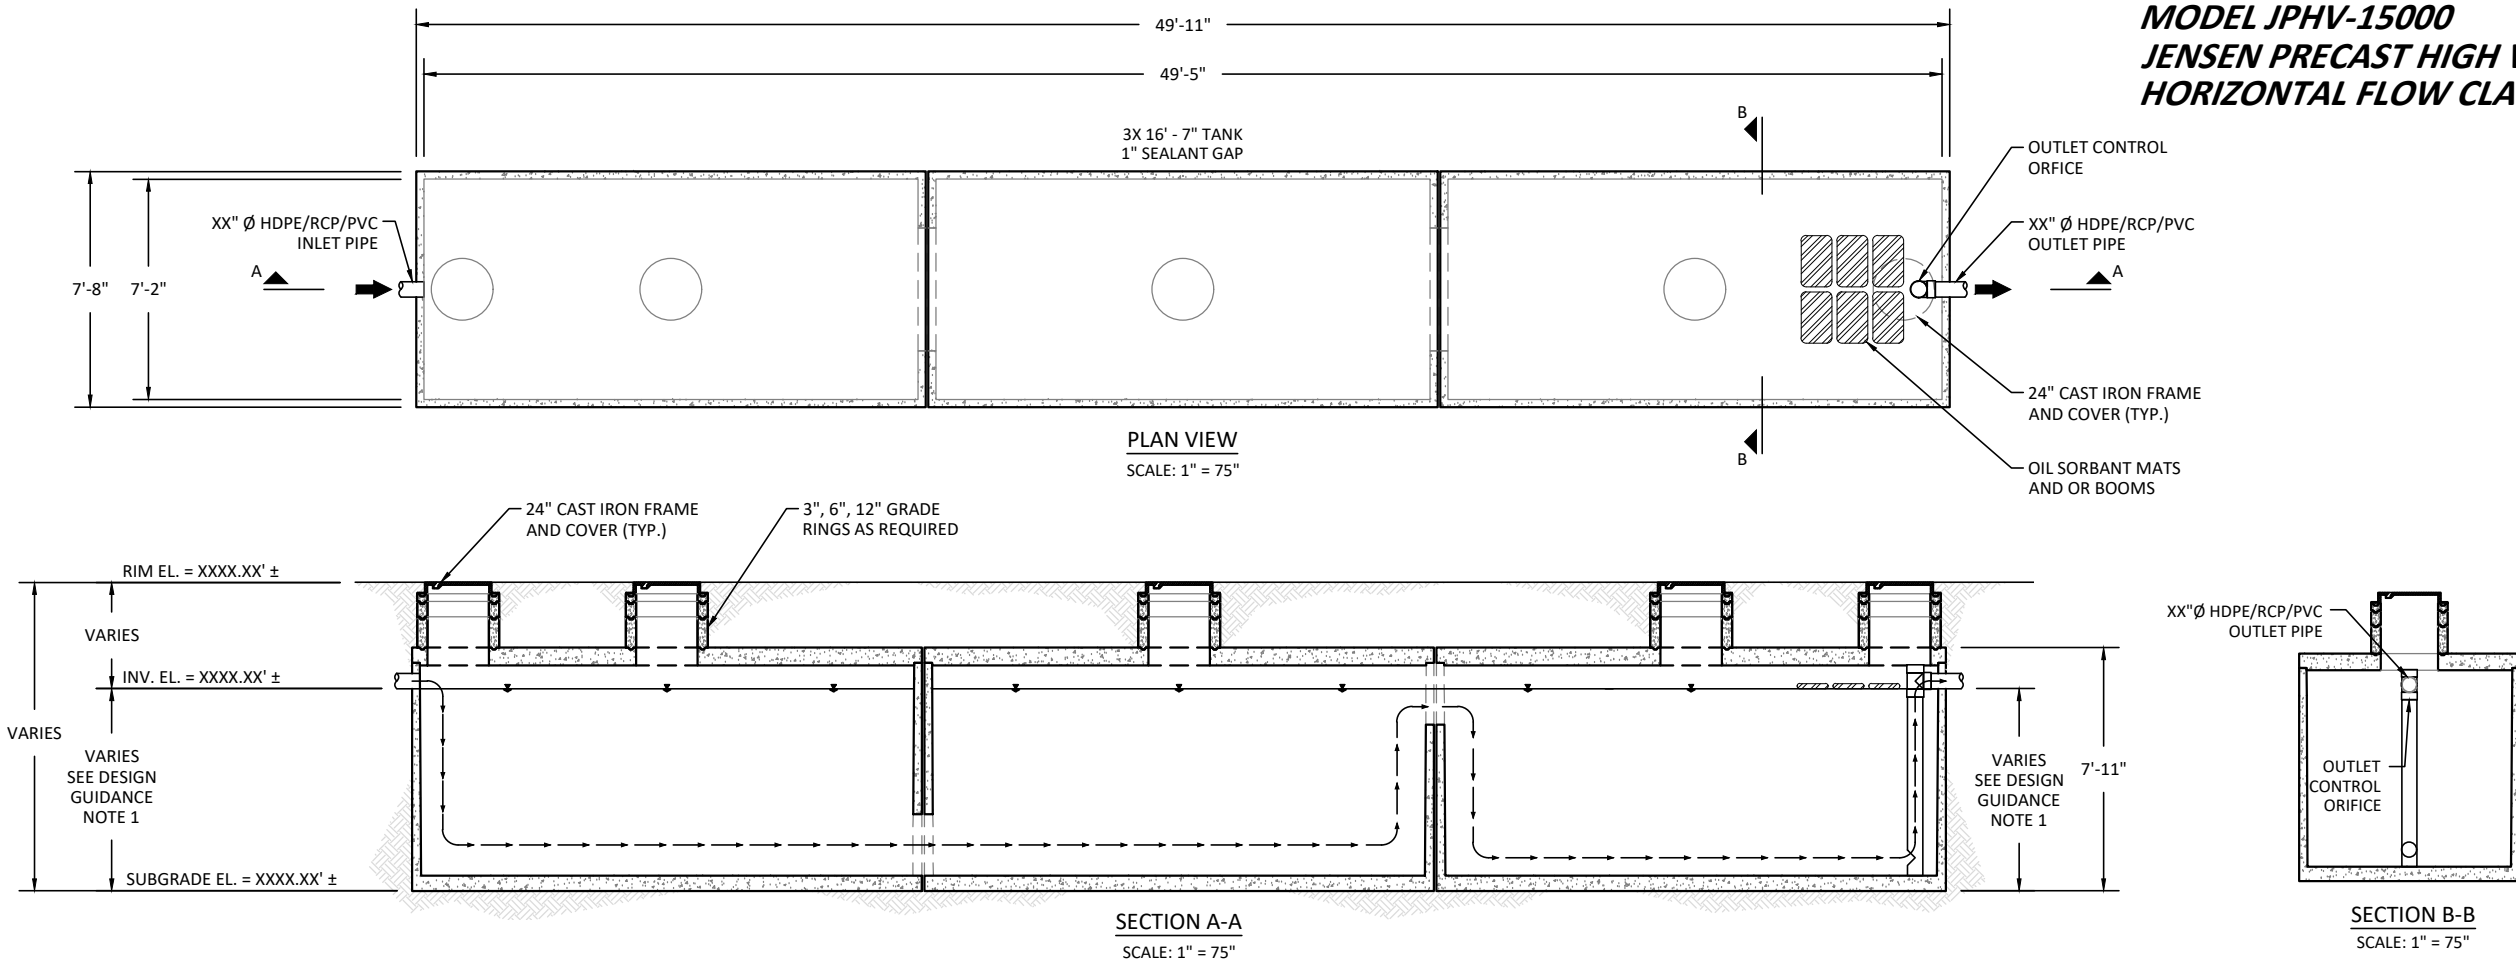 MODEL JPHV-15000
JENSEN PRECAST HIGH
HORIZONTAL FLOW
49'-11"
49'-5"
3X 16' - 7" TANK
1" SEALANT GAP
B
OUTLET CONTROL
ORFICE
XX" Ø HDPE/RCP/PVC
INLET PIPE
XX" Ø HDPE/RCP/PVC
OUTLET PIPE
A
A
7'-8"
7'-2"
24" CAST IRON FRAME
AND COVER (TYP.)
PLAN VIEW
SCALE: 1" = 75"
B
OIL SORBANT MATS
AND OR BOOMS
24" CAST IRON FRAME
AND COVER (TYP.)
3", 6", 12" GRADE
RINGS AS REQUIRED
RIM EL. = XXXX.XX' ±
VARIES
INV. EL. = XXXX.XX' ±
VARIES
VARIES
SEE DESIGN
GUIDANCE
NOTE 1
SUBGRADE EL. = XXXX.XX' ±
VARIES
SEE DESIGN
GUIDANCE
NOTE 1
7'-11"
SECTION A-A
SCALE: 1" = 75"
XX"Ø HDPE/RCP/PVC
OUTLET PIPE
OUTLET
CONTROL
ORIFICE
SECTION B-B
SCALE: 1" = 75"